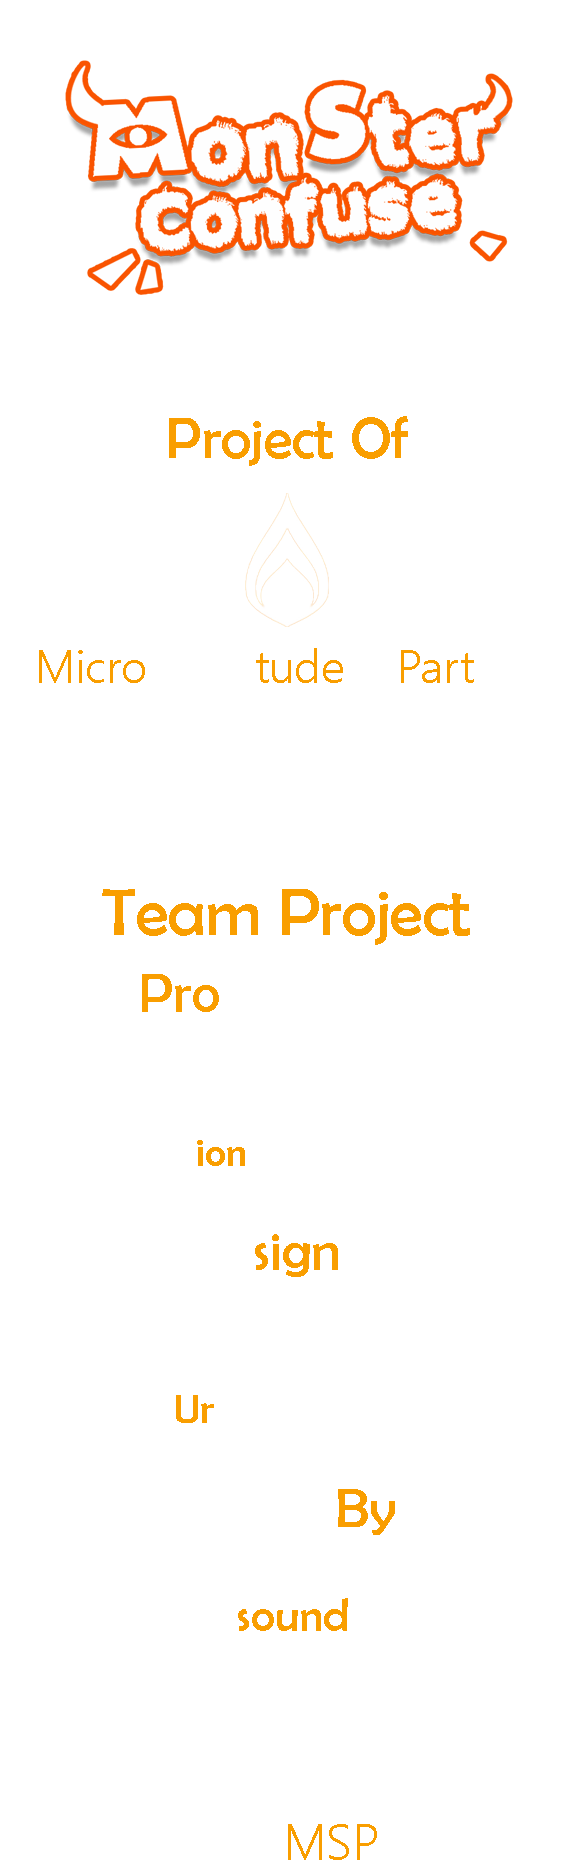 MonSter
Confuse
Project Of
Micro tude Part
Team Project
Pro
ion
sign
Ur
By
sound
MSP